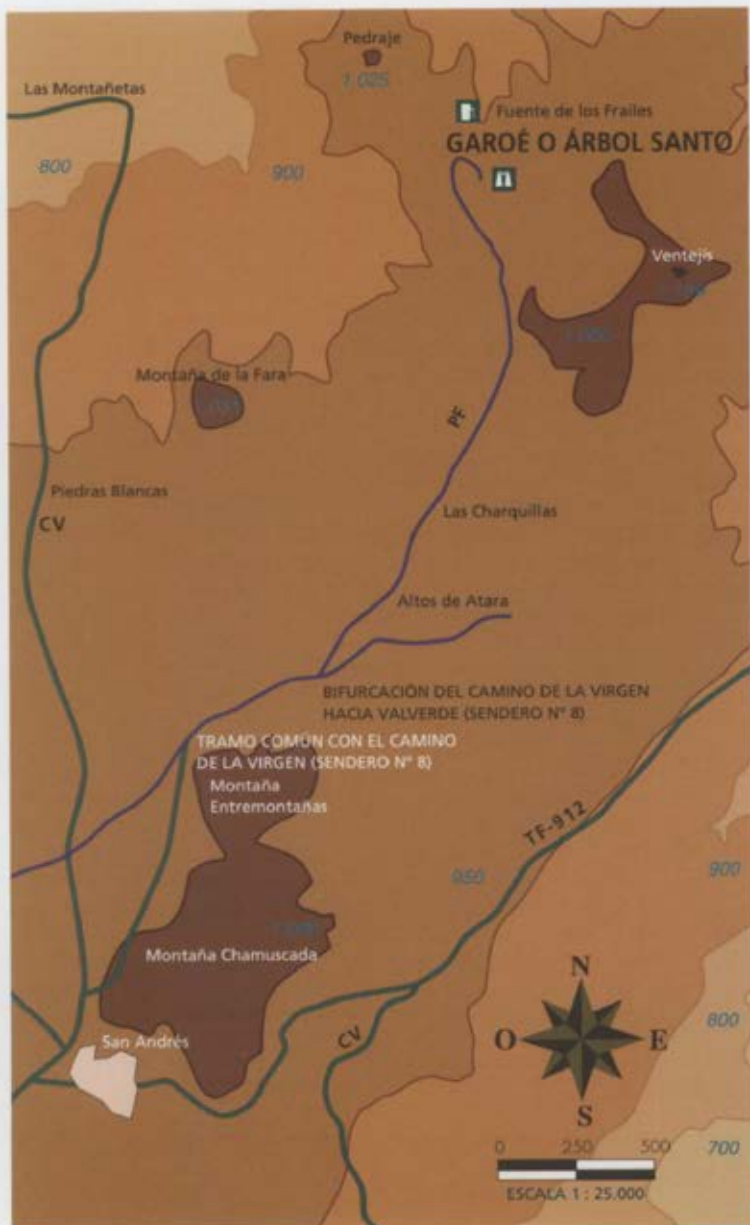 Pedraje
1.025
Las Montañetas
Fuente de los Frailes
GAROÉ O ÁRBOL SANTO
800
900
Ventejís
Montaña de la Fara
PF
Piedras Blancas
CV
Las Charquillas
Altos de Atara
BIFURCACIÓN DEL CAMINO DE LA VIRGEN
HACIA VALVERDE (SENDERO Nº 8)
TRAMO COMÚN CON EL CAMINO
DE LA VIRGEN (SENDERO Nº 8)
Montaña
Entremontañas
TF-912
950
900
Montaña Chamuscada
N
O
E
S
800
San Andrés
CV
0 250 500
700
ESCALA 1 : 25.000